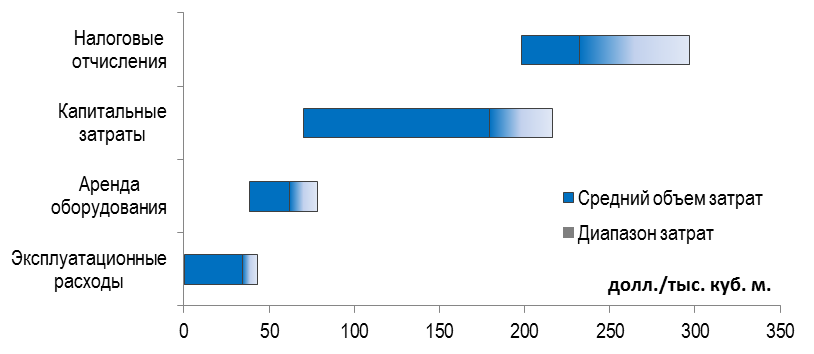 Налоговые
отчисления
Капитальные
затраты
Аренда
оборудования
Эксплуатационные
расходы
Средний объем затрат
Диапазон затрат
долл./тыс. куб. м.
0 50 100 150 200 250 300 350